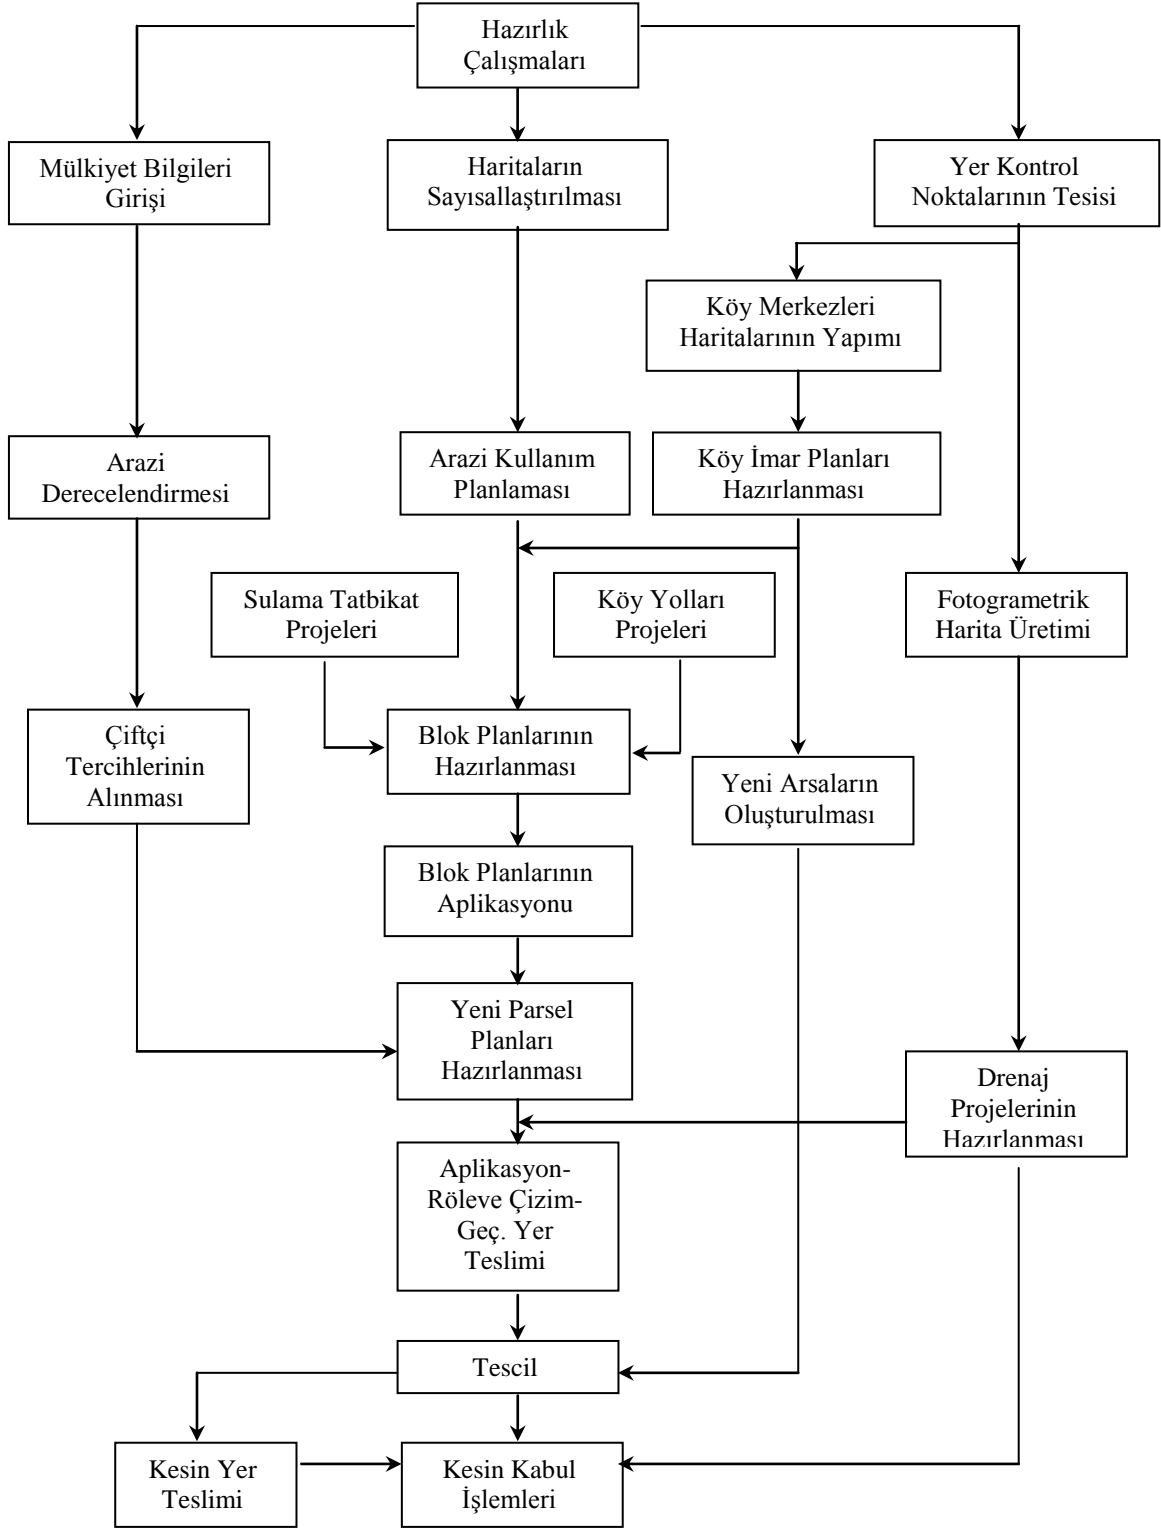 Hazırlık
Çalışmaları
Mülkiyet Bilgileri
Girişi
Haritaların
Sayısallaştırılması
Yer Kontrol
Noktalarının Tesisi
Köy Merkezleri
Haritalarının Yapımı
Arazi
Derecelendirmesi
Arazi Kullanım
Planlaması
Köy İmar Planları
Hazırlanması
Sulama Tatbikat
Projeleri
Köy Yolları
Projeleri
Fotogrametrik
Harita Üretimi
Çiftçi
Tercihlerinin
Alınması
Blok Planlarının
Hazırlanması
Yeni Arsaların
Oluşturulması
Blok Planlarının
Aplikasyonu
Yeni Parsel
Planları
Hazırlanması
Drenaj
Projelerinin
Hazırlanması
Aplikasyon-
Röleve Çizim-
Geç. Yer
Teslimi
Tescil
Kesin Yer
Teslimi
Kesin Kabul
İşlemleri